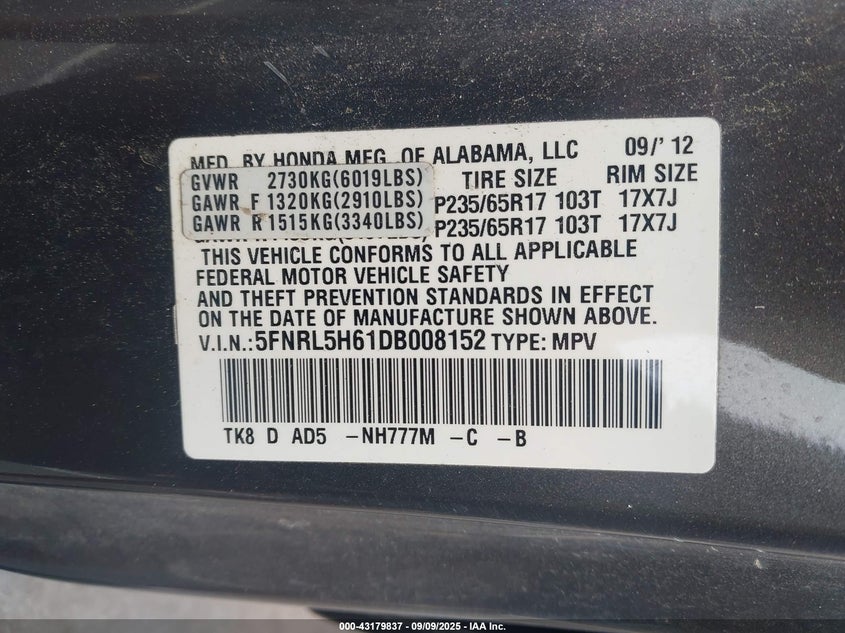 MFD. BY HONDA MFG. OF ALABAMA, LLC 09/' 12
GVWR 2730KG(6019LBS) TIRE SIZE RIM SIZE
GAWR F 1320KG(2910LBS) P235/65R17 103T 17X7J
GAWR R 1515KG(3340LBS) P235/65R17 103T 17X7J
THIS VEHICLE CONFORMS TO ALL APPLICABLE
FEDERAL MOTOR VEHICLE SAFETY
AND THEFT PREVENTION STANDARDS IN EFFECT
ON THE DATE OF MANUFACTURE SHOWN ABOVE.
V.I.N.:5FNRL5H61DB008152 TYPE: MPV
TK8 D AD5 -NH777M -C -B
000-43179837 - 09/09/2025 - IAA Inc.